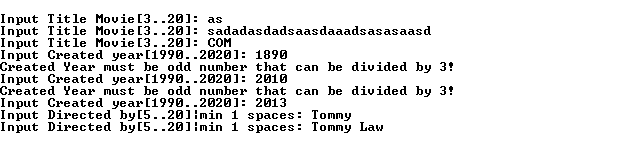 Input Title Movie[3..20]: as
Input Title Movie[3..20]: sadadasdadsaasdaaadsasasaasd
Input Title Movie[3..20]: COM
Input Created year[1990..2020]: 1890
Created Year must be odd number that can be divided by 3!
Input Created year[1990..2020]: 2010
Created Year must be odd number that can be divided by 3!
Input Created year[1990..2020]: 2013
Input Directed by[5..20]¦min 1 spaces: Tommy
Input Directed by[5..20]¦min 1 spaces: Tommy Law